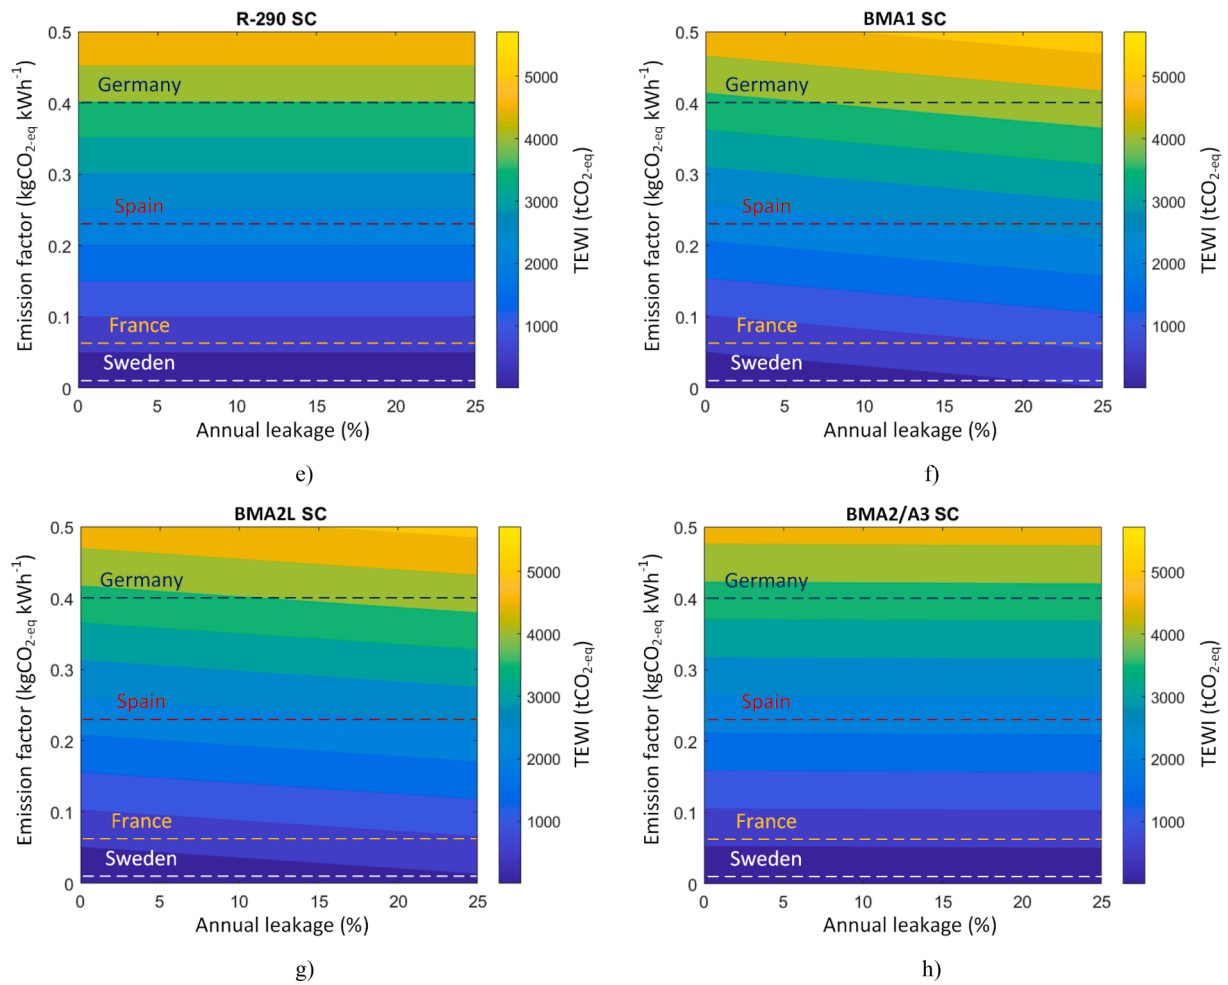 R-290 SC
Emission factor (kgCO2-eq kWh-1)
0.5
0.4
0.3
0.2
0.1
0
Germany
Spain
France
Sweden
0 5 10 15 20 25
Annual leakage (%)
5000
4000
3000
2000
1000
TEWI (tCO2-eq)
e)
BMA1 SC
Emission factor (kgCO2-eq kWh-1)
0.5
0.4
0.3
0.2
0.1
0
Germany
Spain
France
Sweden
0 5 10 15 20 25
Annual leakage (%)
5000
4000
3000
2000
1000
TEWI (tCO2-eq)
f)
BMA2L SC
Emission factor (kgCO2-eq kWh-1)
0.5
0.4
0.3
0.2
0.1
0
Germany
Spain
France
Sweden
0 5 10 15 20 25
Annual leakage (%)
5000
4000
3000
2000
1000
TEWI (tCO2-eq)
g)
BMA2/A3 SC
Emission factor (kgCO2-eq kWh-1)
0.5
0.4
0.3
0.2
0.1
0
Germany
Spain
France
Sweden
0 5 10 15 20 25
Annual leakage (%)
5000
4000
3000
2000
1000
TEWI (tCO2-eq)
h)